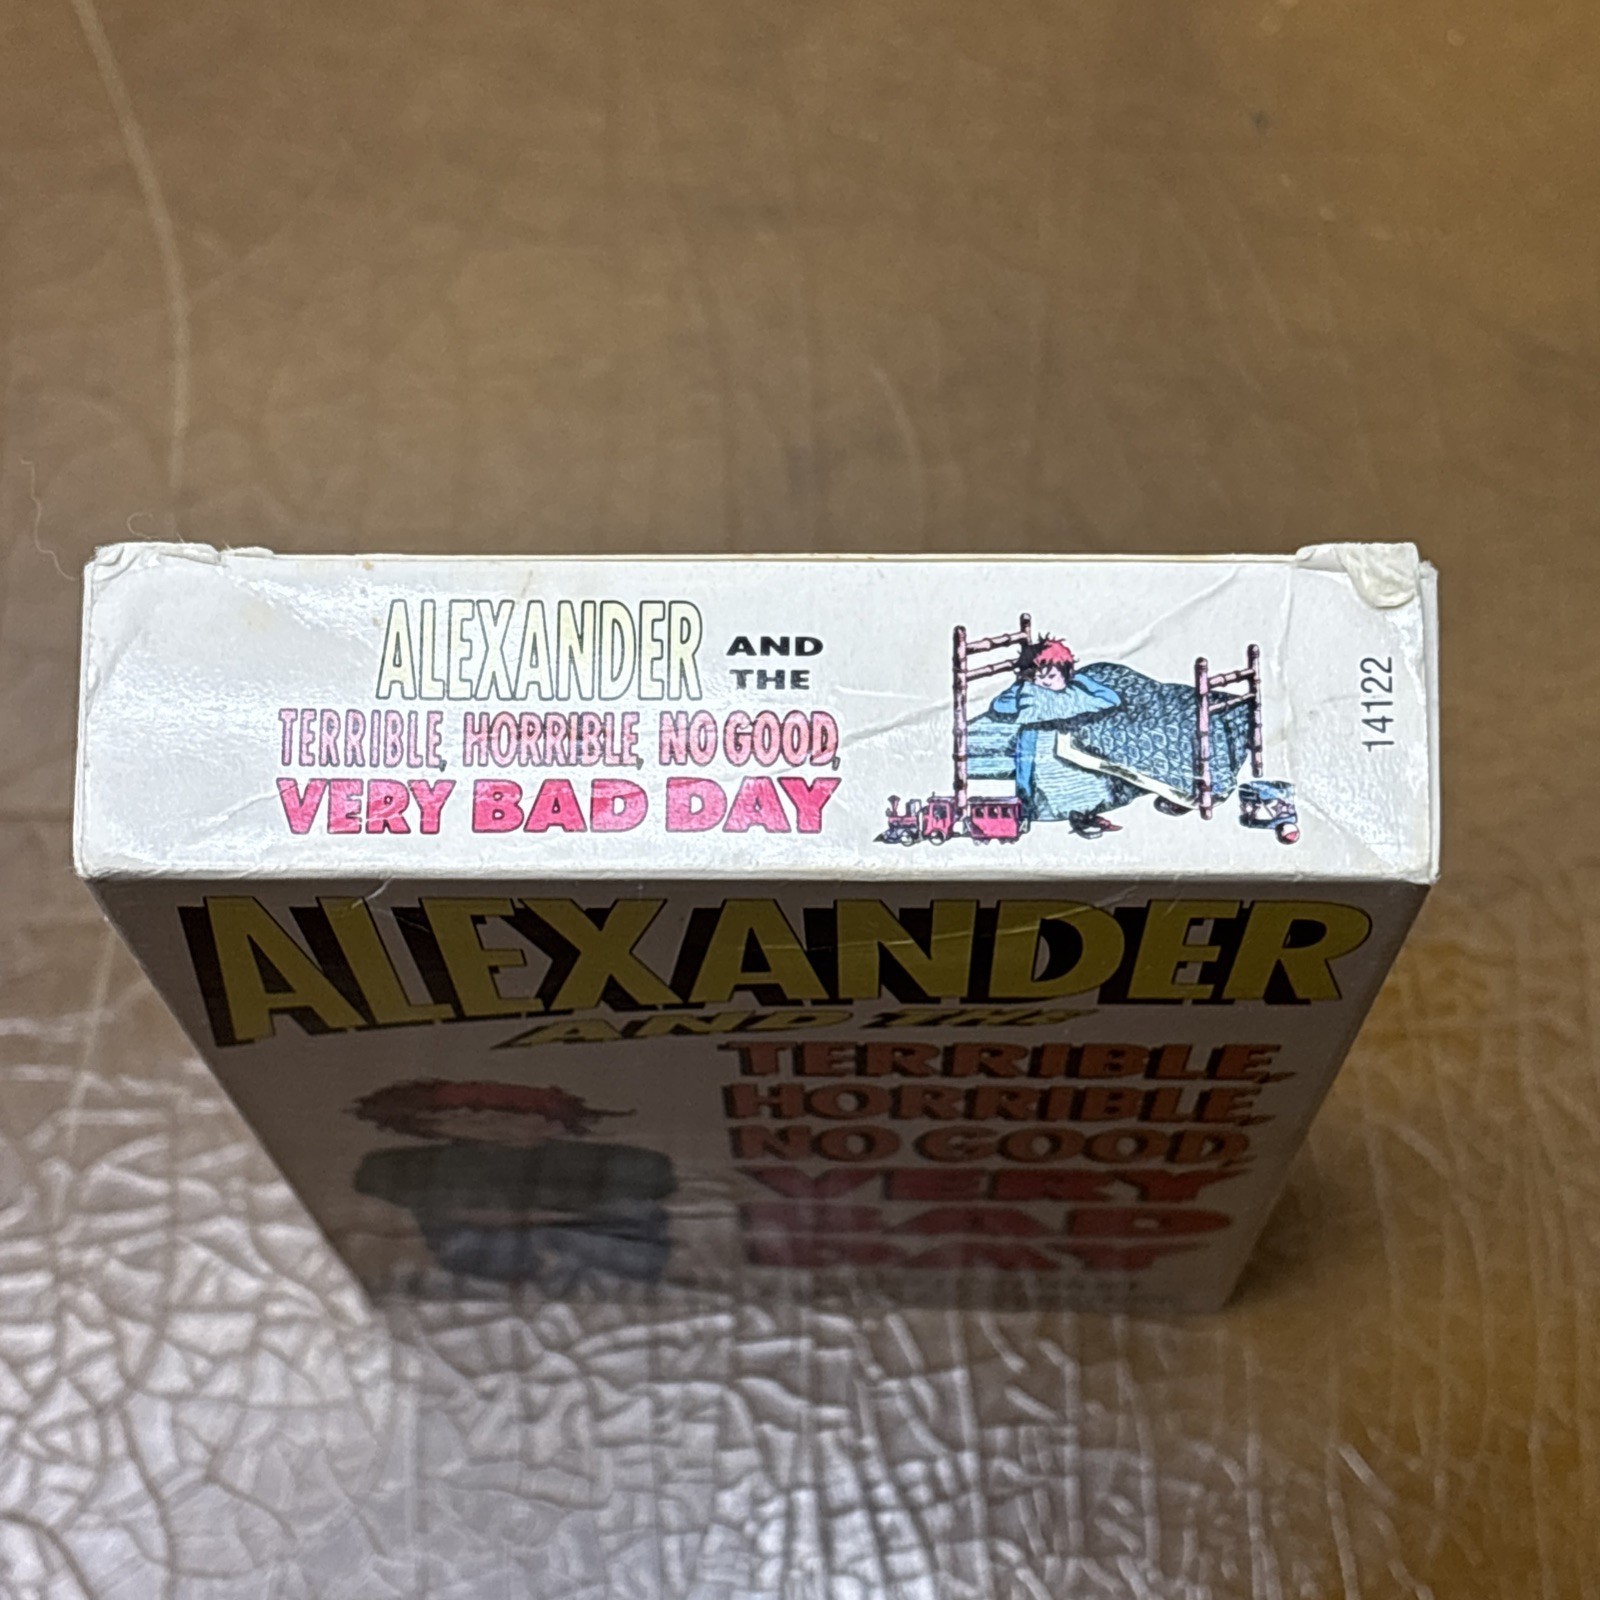 ALEXANDER AND THE
TERRIBLE, HORRIBLE, NO GOOD,
VERY BAD DAY
14122
ALEXANDER
AND THE
TERRIBLE,
HORRIBLE,
NO GOOD,
VERY
BAD
DAY